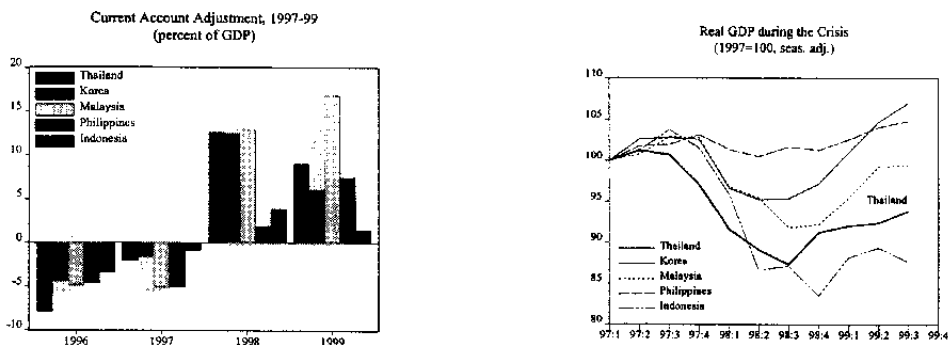 Current Account Adjustment, 1997-99
(percent of GDP)
20
15
10
5
0
-5
-10
Thailand
Korea
Malaysia
Philippines
Indonesia
1996
1997
1998
1999
Real GDP during the Crisis
(1997=100, seas. adj.)
110
105
100
95
90
85
80
Thailand
Thailand
Korea
Malaysia
Philippines
Indonesia
97:1 97:2 97:3 97:4 98:1 98:2 98:3 98:4 99:1 99:2 99:3 99:4